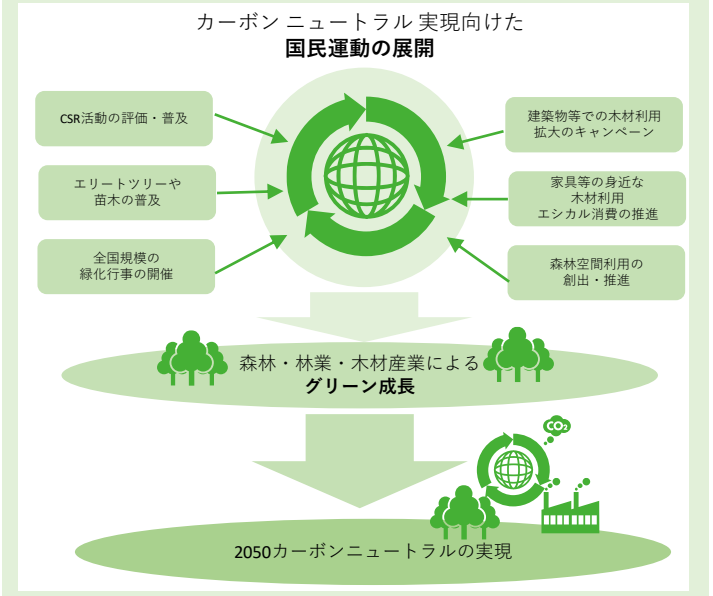 カーボン ニュートラル 実現向けた
国民運動の展開
CSR活動の評価・普及
エリートツリーや
苗木の普及
全国規模の
緑化行事の開催
建築物等での木材利用
拡大のキャンペーン
家具等の身近な
木材利用
エシカル消費の推進
森林空間利用の
創出・推進
森林・林業・木材産業による
グリーン成長
CO2
2050カーボンニュートラルの実現